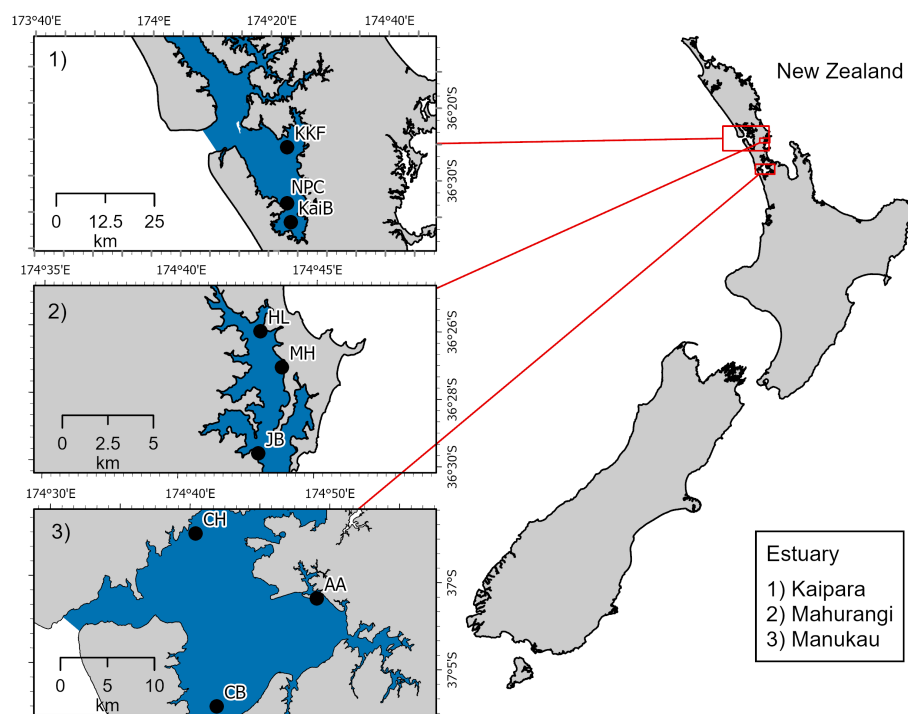 173°40'E 174°E 174°20'E 174°40'E
1)
KKF
NPC
KaiB
0 12.5 25
km
36°20'S
36°30'S
174°35'E 174°40'E 174°45'E
2)
HL
MH
JB
0 2.5 5
km
36°26'S
36°28'S
36°30'S
174°30'E 174°40'E 174°50'E
3)
CH
AA
CB
0 5 10
km
37°S
37°5'S
New Zealand
Estuary
1) Kaipara
2) Mahurangi
3) Manukau